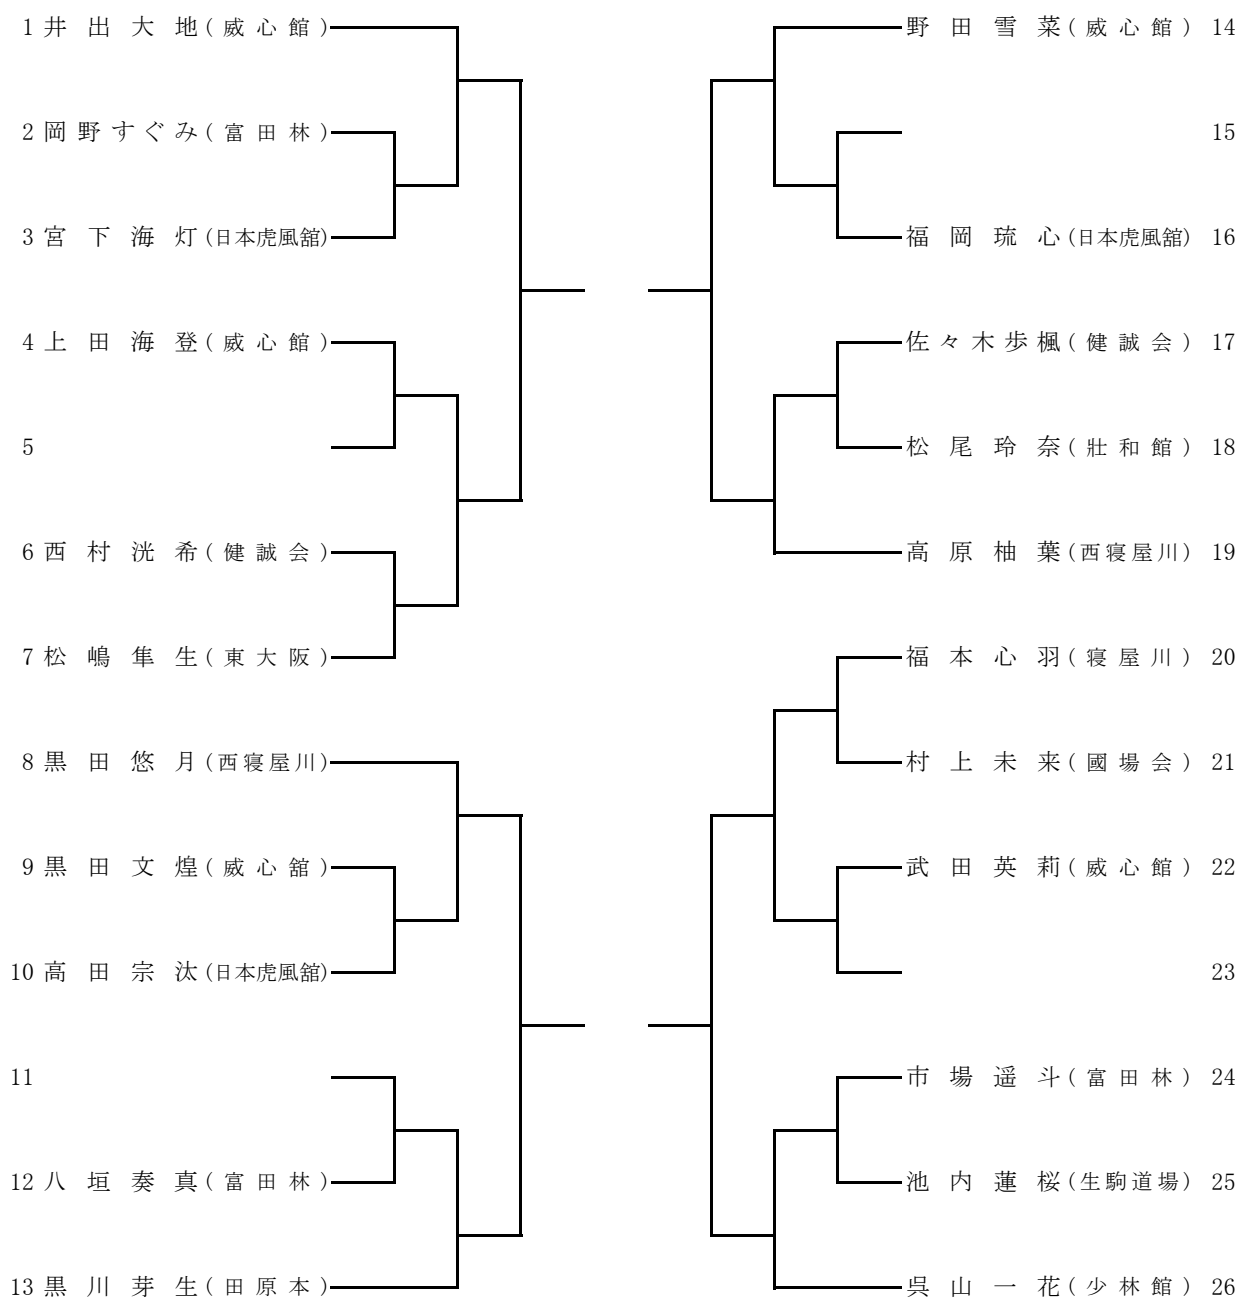 1 井出大地(威心館)
2 岡野すぐみ(富田林)
3 宮下海灯(日本虎風舘)
4 上田海登(威心館)
5
6 西村洸希(健誠会)
7 松嶋隼生(東大阪)
8 黒田悠月(西寝屋川)
9 黒田文煌(威心舘)
10 高田宗汰(日本虎風舘)
11
12 八垣奏真(富田林)
13 黒川芽生(田原本)
野田雪菜(威心館) 14
15
福岡琉心(日本虎風舘) 16
佐々木歩楓(健誠会) 17
松尾玲奈(壯和館) 18
高原柚葉(西寝屋川) 19
福本心羽(寝屋川) 20
村上未来(國場会) 21
武田英莉(威心館) 22
23
市場遥斗(富田林) 24
池内蓮桜(生駒道場) 25
呉山一花(少林館) 26